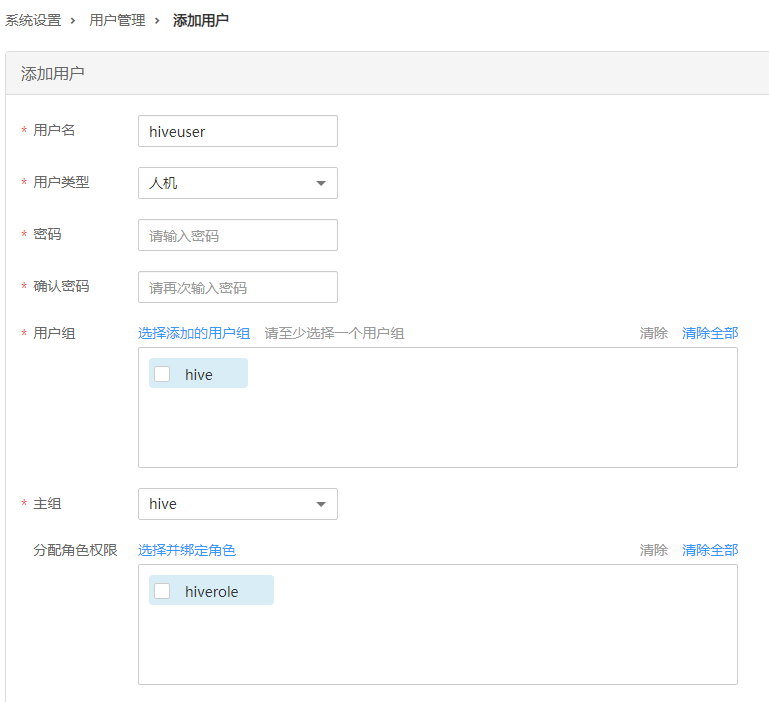 系统设置 › 用户管理 › 添加用户
添加用户
* 用户名 hiveuser
* 用户类型 人机
* 密码 请输入密码
* 确认密码 请再次输入密码
* 用户组 选择添加的用户组 请至少选择一个用户组 清除 清除全部
hive
* 主组 hive
分配角色权限 选择并绑定角色 清除 清除全部
hiverole